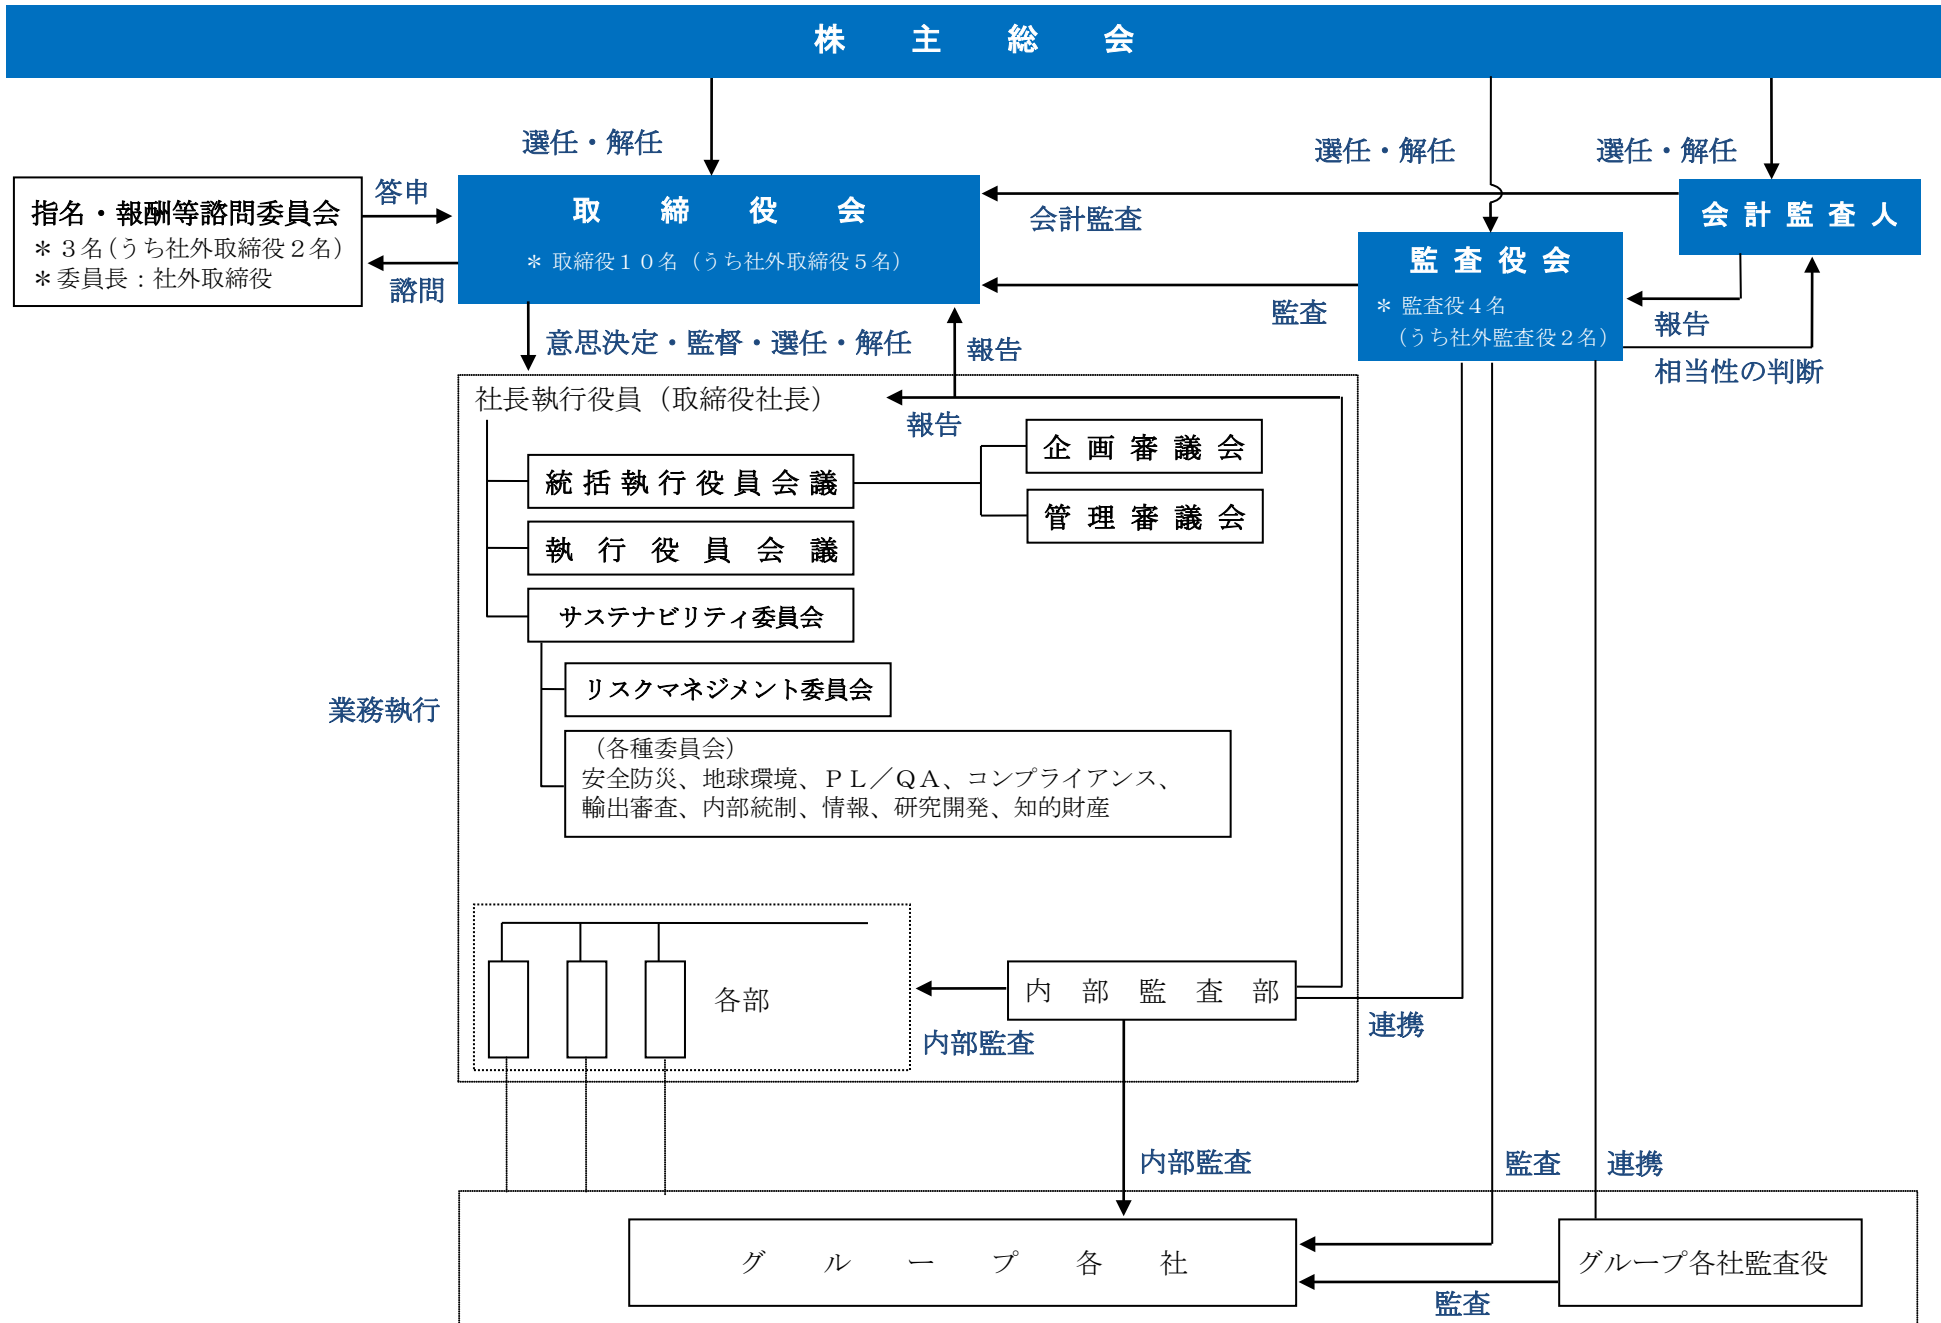 株主総会
選任・解任
選任・解任
選任・解任
指名・報酬等諮問委員会
＊３名（うち社外取締役２名）
＊委員長：社外取締役
答申
諮問
取締役会
＊ 取締役１０名（うち社外取締役５名）
会計監査
監査
会計監査人
監査役会
＊ 監査役４名
（うち社外監査役２名）
報告
相当性の判断
意思決定・監督・選任・解任
報告
社長執行役員（取締役社長）
報告
統括執行役員会議
企画審議会
管理審議会
執行役員会議
サステナビリティ委員会
リスクマネジメント委員会
業務執行
（各種委員会）
安全防災、地球環境、ＰＬ／ＱＡ、コンプライアンス、
輸出審査、内部統制、情報、研究開発、知的財産
各部
内部監査部
内部監査
連携
内部監査
監査
連携
グループ各社
グループ各社監査役
監査